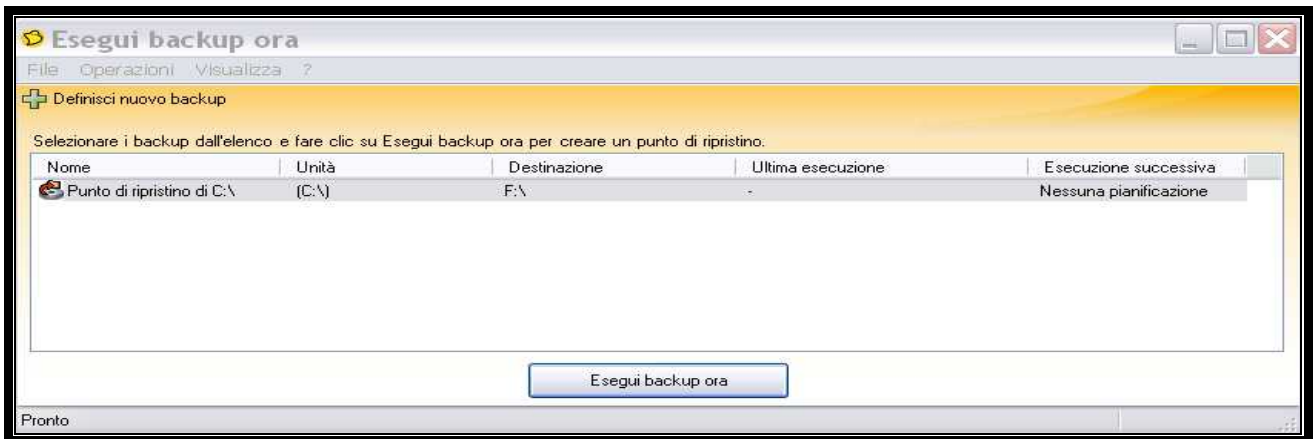 Esegui backup ora
File Operazioni Visualizza ?
Definisci nuovo backup
Selezionare i backup dall'elenco e fare clic su Esegui backup ora per creare un punto di ripristino.
Nome Unità Destinazione Ultima esecuzione Esecuzione successiva
Punto di ripristino di C:\ (C:\) F:\ - Nessuna pianificazione
Esegui backup ora
Pronto